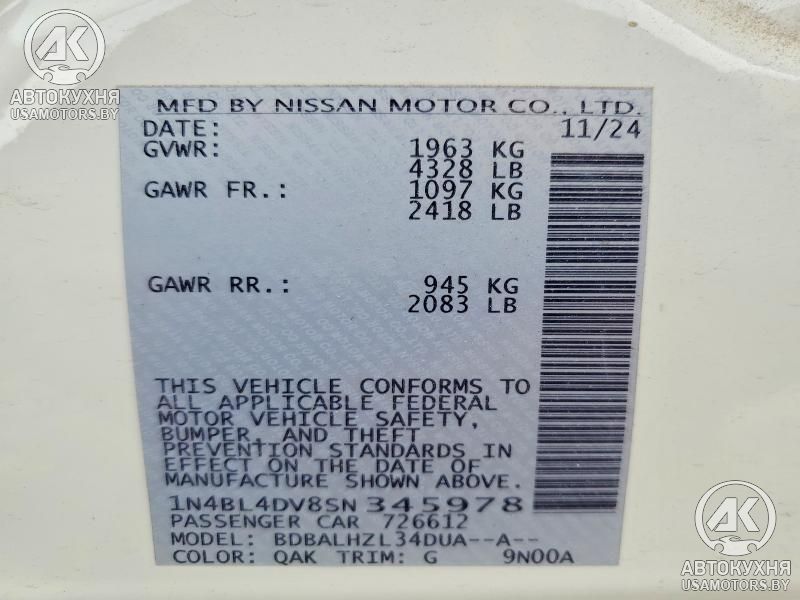 АК
АВТОКУХНЯ
USAMOTORS.BY
MFD BY NISSAN MOTOR CO., LTD.
DATE: 11/24
GVWR: 1963 KG
4328 LB
GAWR FR.: 1097 KG
2418 LB
GAWR RR.: 945 KG
2083 LB
THIS VEHICLE CONFORMS TO
ALL APPLICABLE FEDERAL
MOTOR VEHICLE SAFETY,
BUMPER, AND THEFT
PREVENTION STANDARDS IN
EFFECT ON THE DATE OF
MANUFACTURE SHOWN ABOVE.
1N4BL4DV8SN345978
PASSENGER CAR 726612
MODEL: BDBALHZL34DUA--A--
COLOR: QAK TRIM: G 9N00A
АК
АВТОКУХНЯ
USAMOTORS.BY